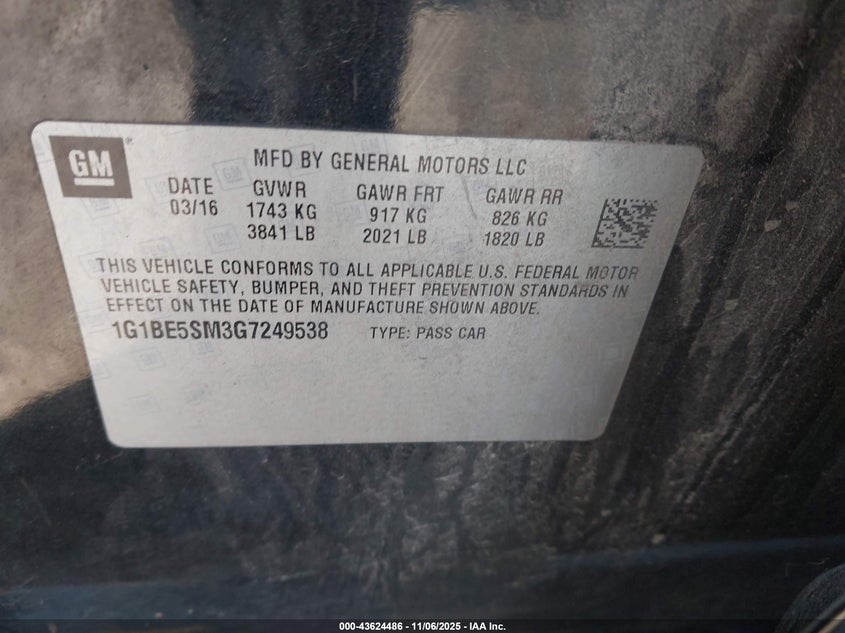 GM
MFD BY GENERAL MOTORS LLC
DATE GVWR GAWR FRT GAWR RR
03/16 1743 KG 917 KG 826 KG
3841 LB 2021 LB 1820 LB
THIS VEHICLE CONFORMS TO ALL APPLICABLE U.S. FEDERAL MOTOR
VEHICLE SAFETY, BUMPER, AND THEFT PREVENTION STANDARDS IN
EFFECT ON THE DATE OF MANUFACTURE SHOWN ABOVE.
1G1BE5SM3G7249538 TYPE: PASS CAR
000-43624486 - 11/06/2025 - IAA Inc.